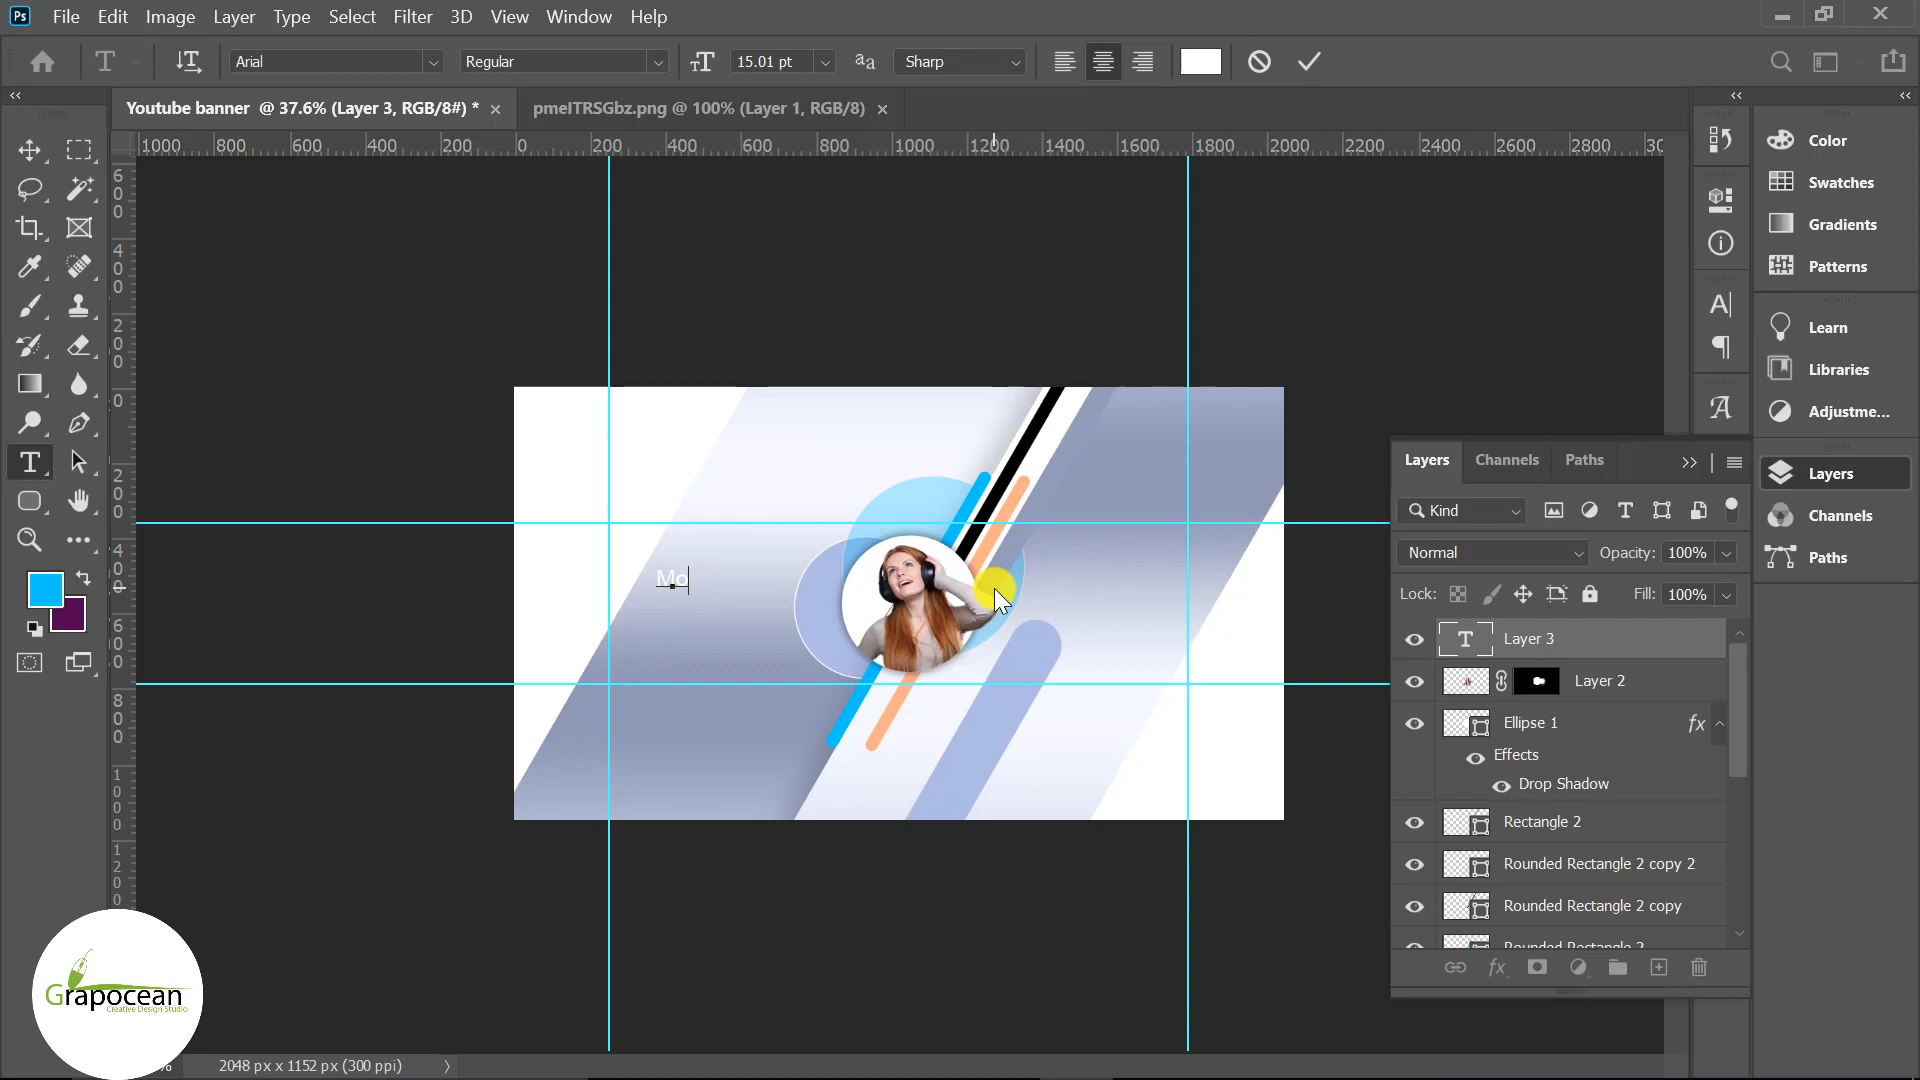 Ps File Edit Image Layer Type Select Filter 3D View Window Help
T Arial Regular 15.01 pt aa Sharp
Youtube banner @ 37.6% (Layer 3, RGB/8#) * × pmeITRSGbz.png @ 100% (Layer 1, RGB/8) ×
1000 800 600 400 200 0 200 400 600 800 1000 1200 1400 1600 1800 2000 2200 2400 2600 2800 30
600
400
200
0
200
400
600
800
1000
1200
Mo
Color
Swatches
Gradients
Patterns
Learn
Libraries
Adjustme...
Layers
Channels
Paths
Layers Channels Paths
Kind
Normal Opacity: 100%
Lock: Fill: 100%
T Layer 3
Layer 2
Ellipse 1 fx
Effects
Drop Shadow
Rectangle 2
Rounded Rectangle 2 copy 2
Rounded Rectangle 2 copy
Rounded Rectangle 2
fx
Grapocean
Creative Design Studio
% 2048 px x 1152 px (300 ppi)